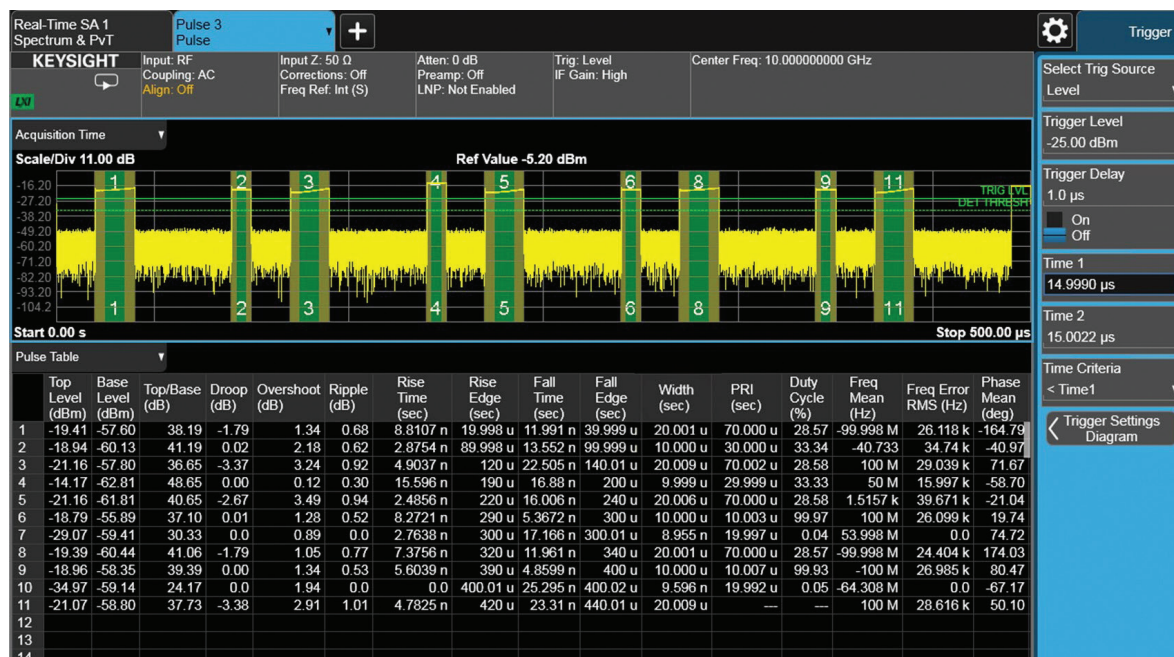 Real-Time SA 1
Spectrum & PvT
Pulse 3
Pulse
Trigger
KEYSIGHT
LXI
Input: RF
Coupling: AC
Align: Off
Input Z: 50 Ω
Corrections: Off
Freq Ref: Int (S)
Atten: 0 dB
Preamp: Off
LNP: Not Enabled
Trig: Level
IF Gain: High
Center Freq: 10.000000000 GHz
Acquisition Time
Scale/Div 11.00 dB
Ref Value -5.20 dBm
-16.20
-27.20
-38.20
-49.20
-60.20
-71.20
-82.20
-93.20
-104.2
1 2 3 4 5 6 8 9 11
TRIG LVL
DET THRESH
1 2 3 4 5 6 8 9 11
Start 0.00 s
Stop 500.00 µs
Pulse Table
Top Level (dBm) Base Level (dBm) Top/Base (dB) Droop (dB) Overshoot (dB) Ripple (dB) Rise Time (sec) Rise Edge (sec) Fall Time (sec) Fall Edge (sec) Width (sec) PRI (sec) Duty Cycle (%) Freq Mean (Hz) Freq Error RMS (Hz) Phase Mean (deg)
1 -19.41 -57.60 38.19 -1.79 1.34 0.68 8.8107 n 19.998 u 11.991 n 39.999 u 20.001 u 70.000 u 28.57 -99.998 M 26.118 k -164.79
2 -18.94 -60.13 41.19 0.02 2.18 0.62 2.8754 n 89.998 u 13.552 n 99.999 u 10.000 u 30.000 u 33.34 -40.733 34.74 k -40.97
3 -21.16 -57.80 36.65 -3.37 3.24 0.92 4.9037 n 120 u 22.505 n 140.01 u 20.009 u 70.002 u 28.58 100 M 29.039 k 71.67
4 -14.17 -62.81 48.65 0.00 0.12 0.30 15.596 n 190 u 16.88 n 200 u 9.999 u 29.999 u 33.33 50 M 15.997 k -58.70
5 -21.16 -61.81 40.65 -2.67 3.49 0.94 2.4856 n 220 u 16.006 n 240 u 20.006 u 70.000 u 28.58 1.5157 k 39.671 k -21.04
6 -18.79 -55.89 37.10 0.01 1.28 0.52 8.2721 n 290 u 5.3672 n 300 u 10.000 u 10.003 u 99.97 100 M 26.099 k 19.74
7 -29.07 -59.41 30.33 0.0 0.89 0.0 2.7638 n 300 u 17.166 n 300.01 u 8.955 n 19.997 u 0.04 53.998 M 0.0 74.72
8 -19.39 -60.44 41.06 -1.79 1.05 0.77 7.3756 n 320 u 11.961 n 340 u 20.001 u 70.000 u 28.57 -99.998 M 24.404 k 174.03
9 -18.96 -58.35 39.39 0.00 1.34 0.53 5.6039 n 390 u 4.8599 n 400 u 10.000 u 10.007 u 99.93 -100 M 26.985 k 80.47
10 -34.97 -59.14 24.17 0.0 1.94 0.0 0.0 400.01 u 25.295 n 400.02 u 9.596 n 19.992 u 0.05 -64.308 M 0.0 -67.17
11 -21.07 -58.80 37.73 -3.38 2.91 1.01 4.7825 n 420 u 23.31 n 440.01 u 20.009 u --- --- 100 M 28.616 k 50.10
12
13
14
Select Trig Source
Level
Trigger Level
-25.00 dBm
Trigger Delay
1.0 µs
On
Off
Time 1
14.9990 µs
Time 2
15.0022 µs
Time Criteria
< Time1
Trigger Settings
Diagram